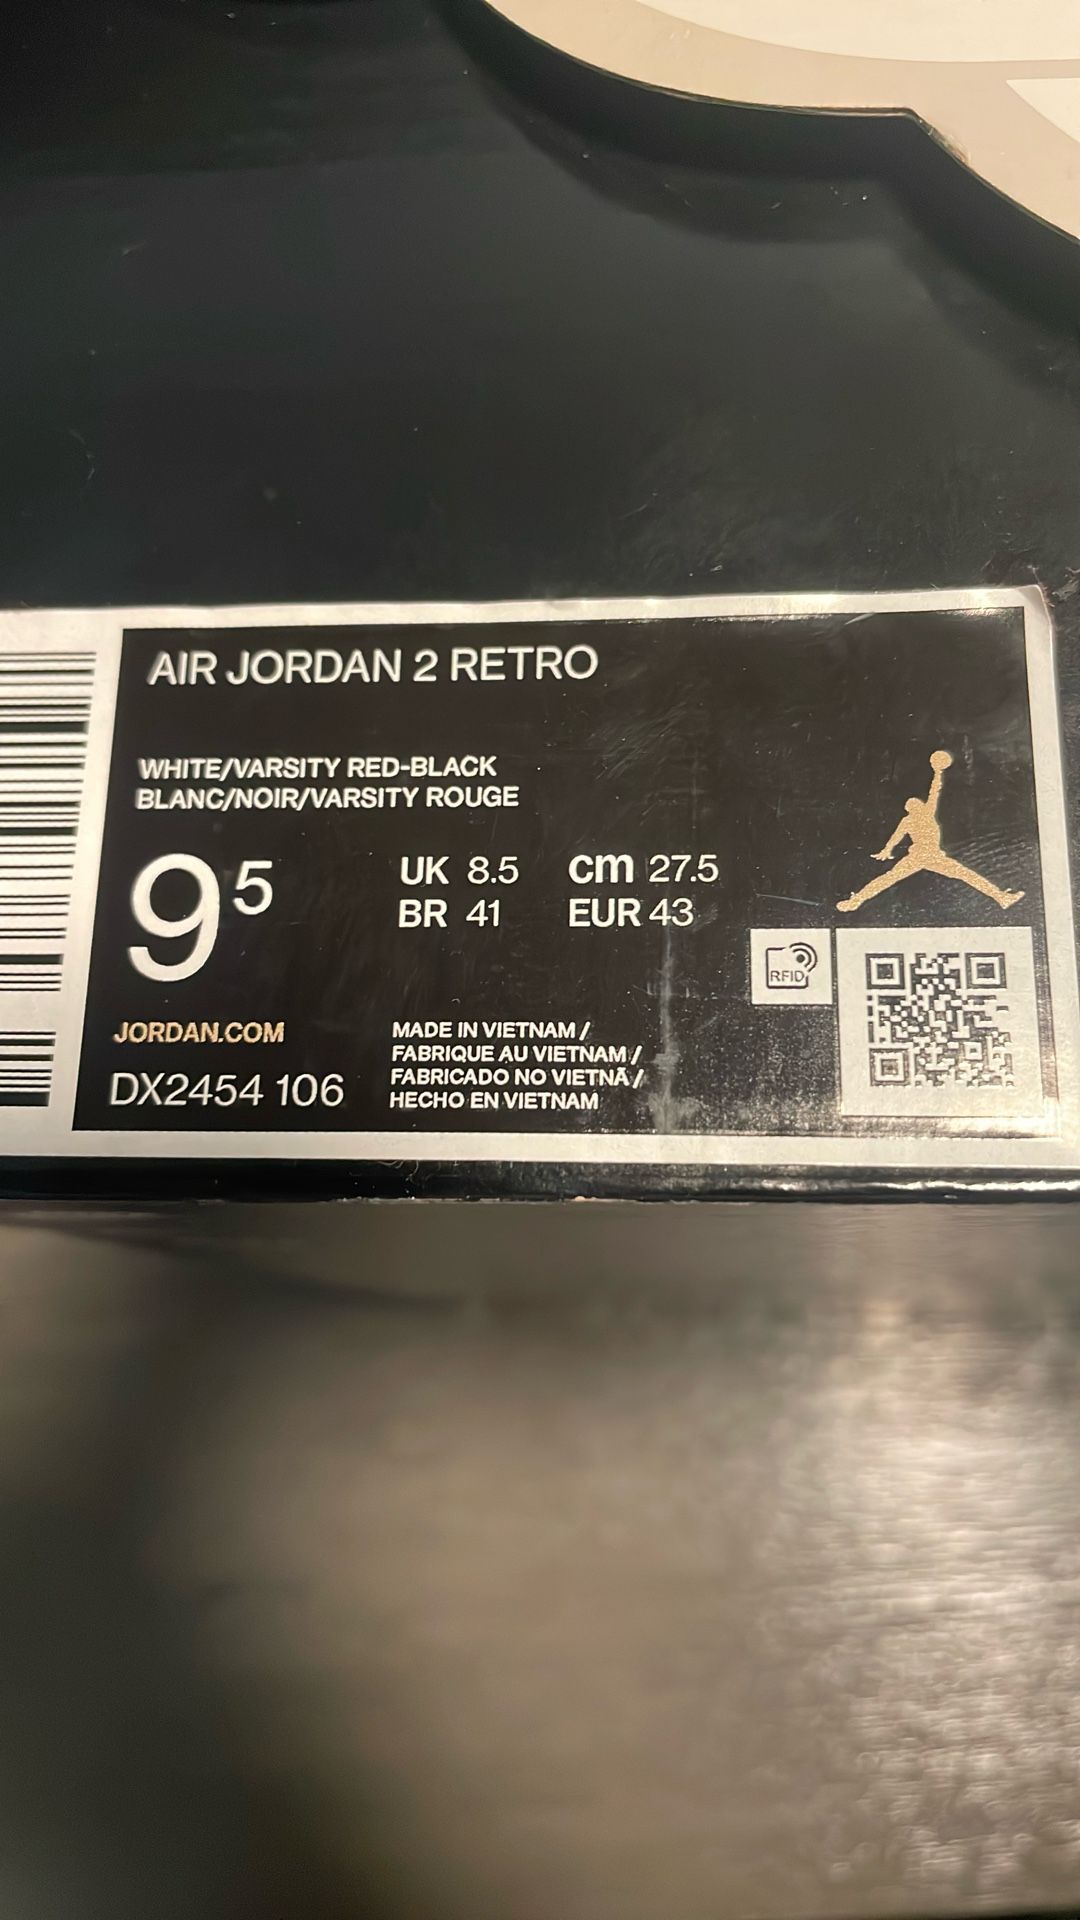 AIR JORDAN 2 RETRO
WHITE/VARSITY RED-BLACK
BLANC/NOIR/VARSITY ROUGE
9⁵
UK 8.5 cm 27.5
BR 41 EUR 43
RFID
JORDAN.COM
DX2454 106
MADE IN VIETNAM /
FABRIQUE AU VIETNAM /
FABRICADO NO VIETNÃ /
HECHO EN VIETNAM